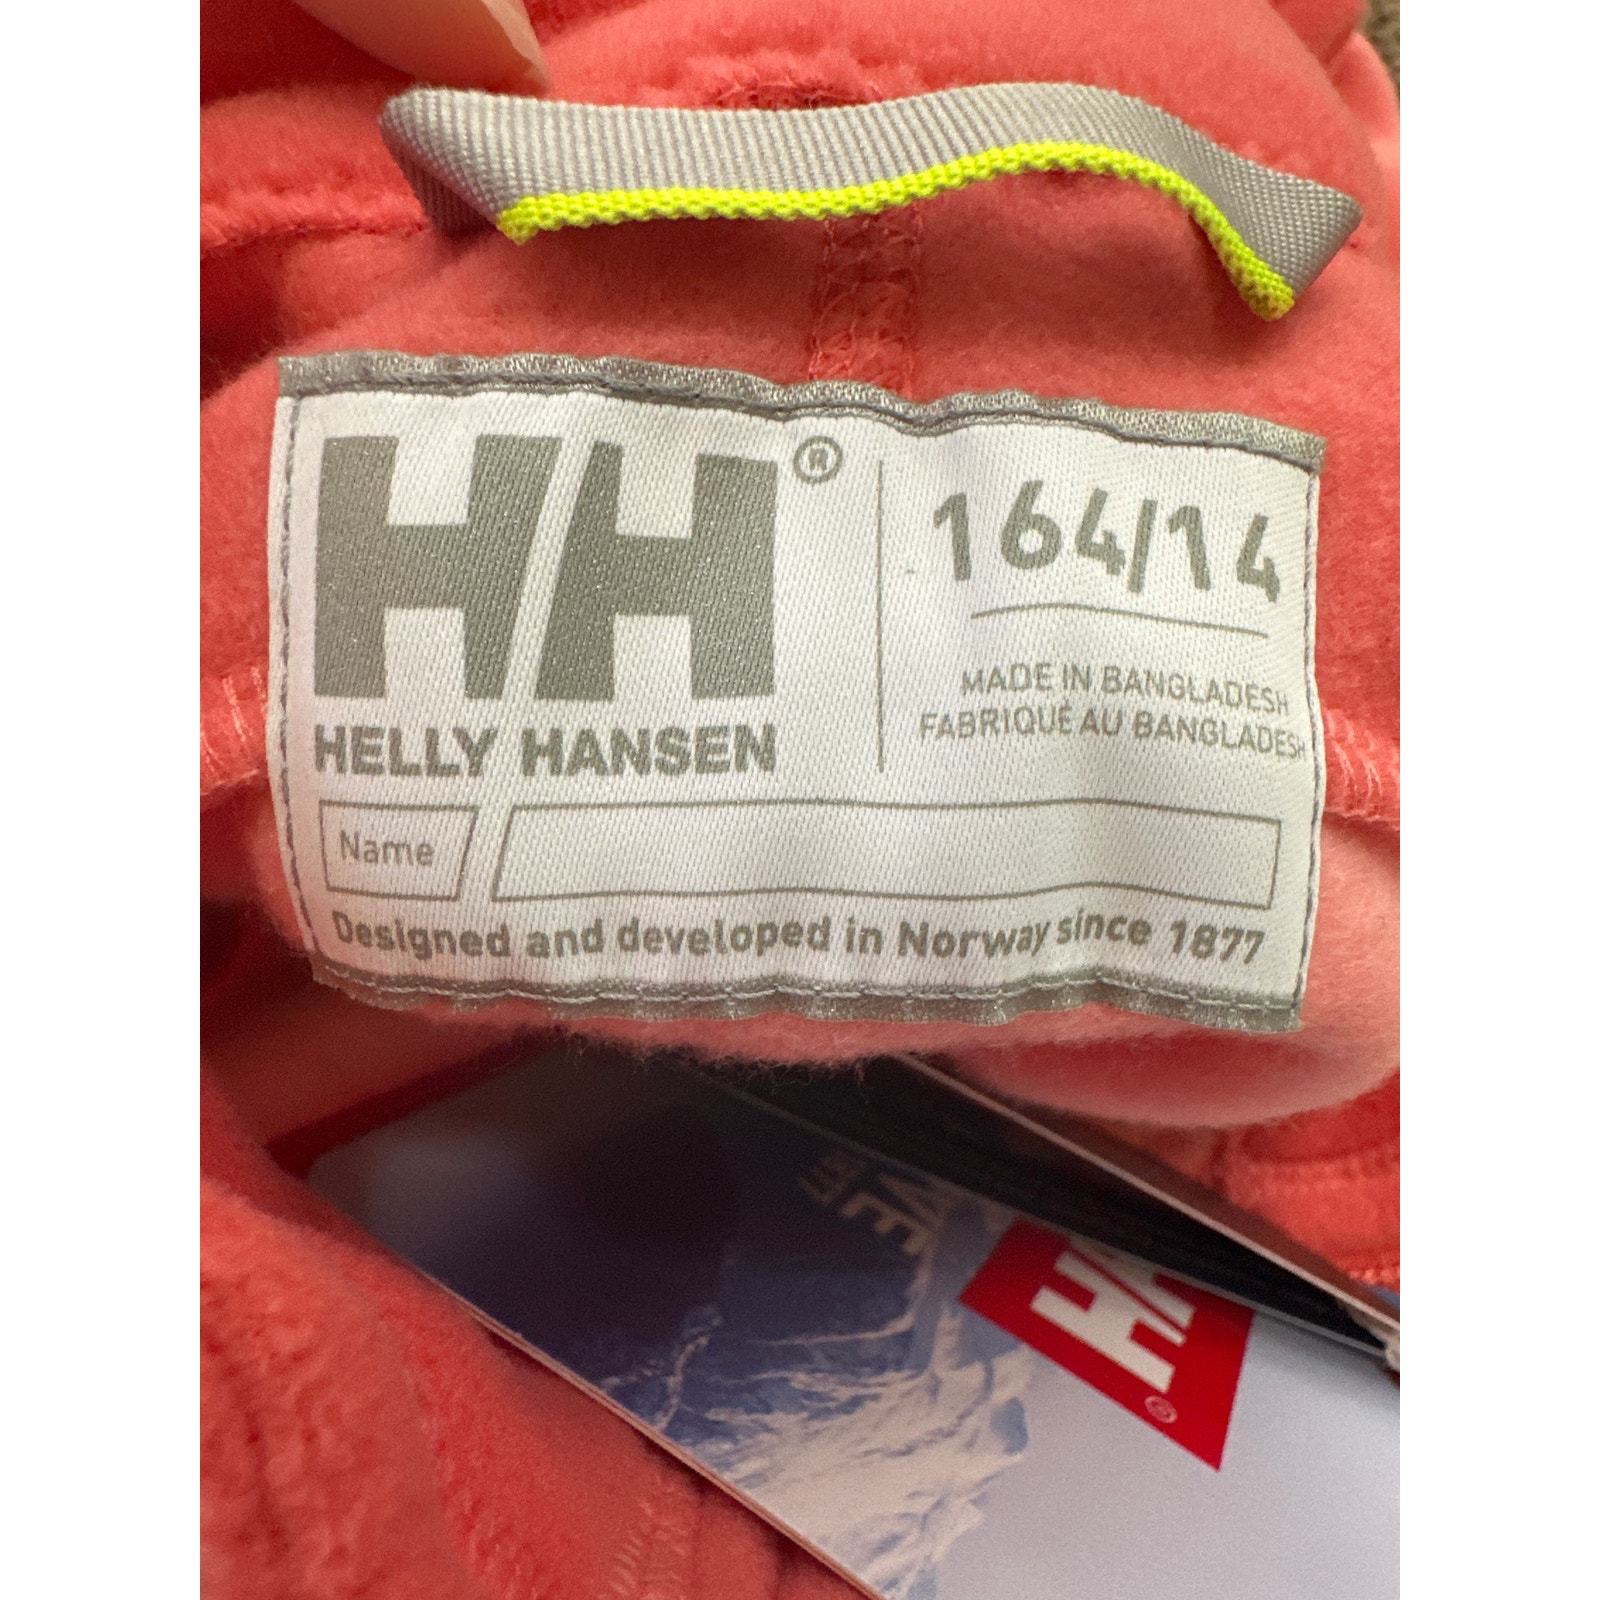 HH®
HELLY HANSEN
164/14
MADE IN BANGLADESH
FABRIQUÉ AU BANGLADESH
Name
Designed and developed in Norway since 1877
HH®